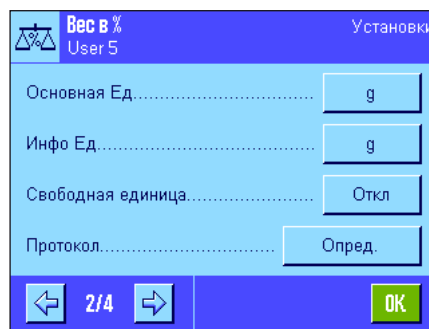 Вес в %
Установки
User 5
Основная Ед.
g
Инфо Ед.
g
Свободная единица
Откл
Протокол
Опред.
2/4
OK